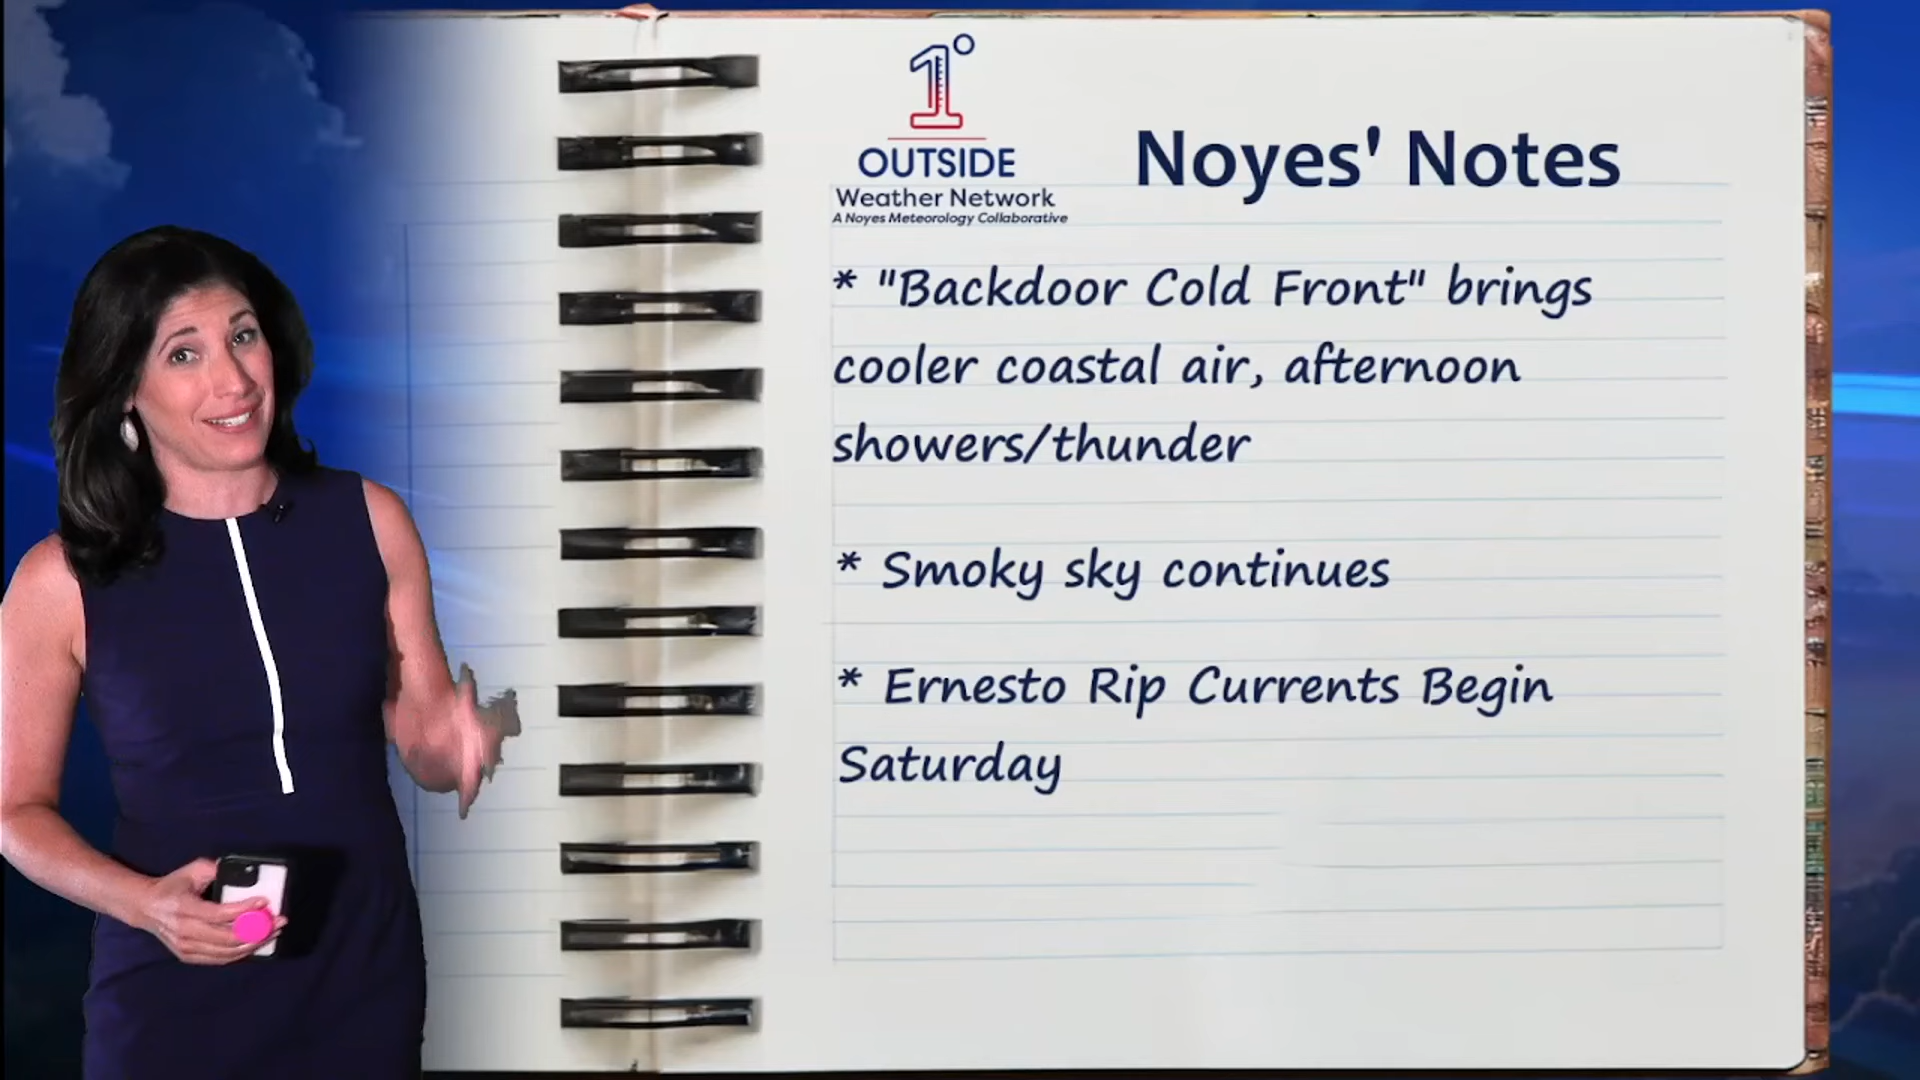 1°
OUTSIDE
Weather Network
A Noyes Meteorology Collaborative
Noyes' Notes
* "Backdoor Cold Front" brings
cooler coastal air, afternoon
showers/thunder
* Smoky sky continues
* Ernesto Rip Currents Begin
Saturday